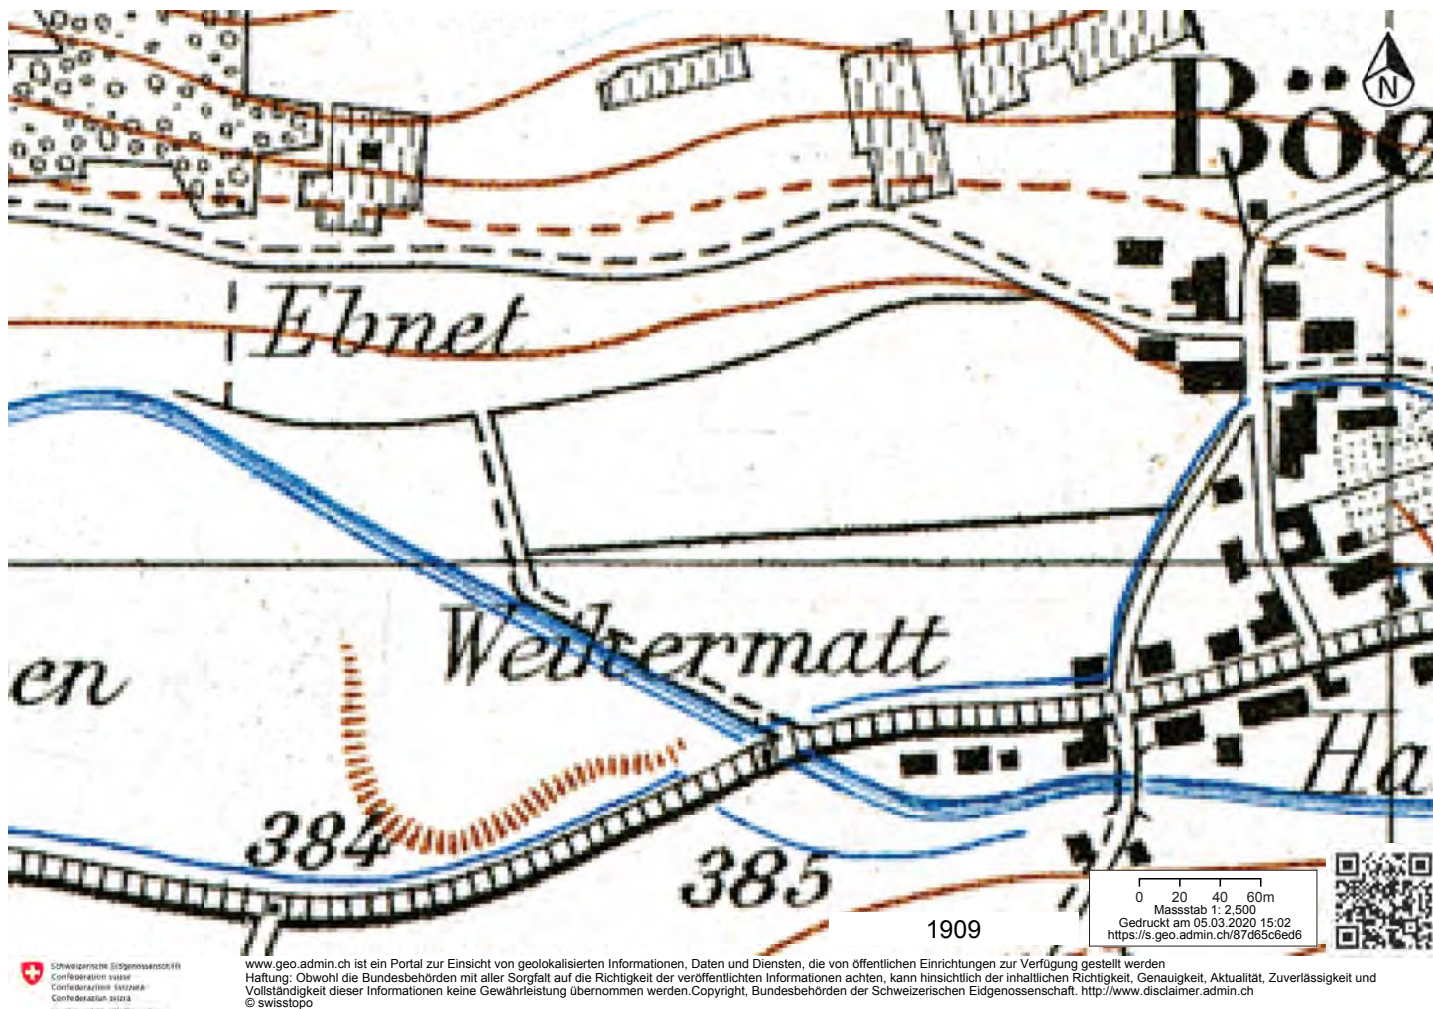 Böe
N
Ebnet
Weihermatt
en
Ha
384
385
1909
0 20 40 60m
Massstab 1: 2,500
Gedruckt am 05.03.2020 15:02
https://s.geo.admin.ch/87d65c6ed6
Schweizerische Eidgenossenschaft
Confédération suisse
Confederazione Svizzera
Confederaziun svizra
www.geo.admin.ch ist ein Portal zur Einsicht von geolokalisierten Informationen, Daten und Diensten, die von öffentlichen Einrichtungen zur Verfügung gestellt werden
Haftung: Obwohl die Bundesbehörden mit aller Sorgfalt auf die Richtigkeit der veröffentlichten Informationen achten, kann hinsichtlich der inhaltlichen Richtigkeit, Genauigkeit, Aktualität, Zuverlässigkeit und
Vollständigkeit dieser Informationen keine Gewährleistung übernommen werden.Copyright, Bundesbehörden der Schweizerischen Eidgenossenschaft. http://www.disclaimer.admin.ch
© swisstopo